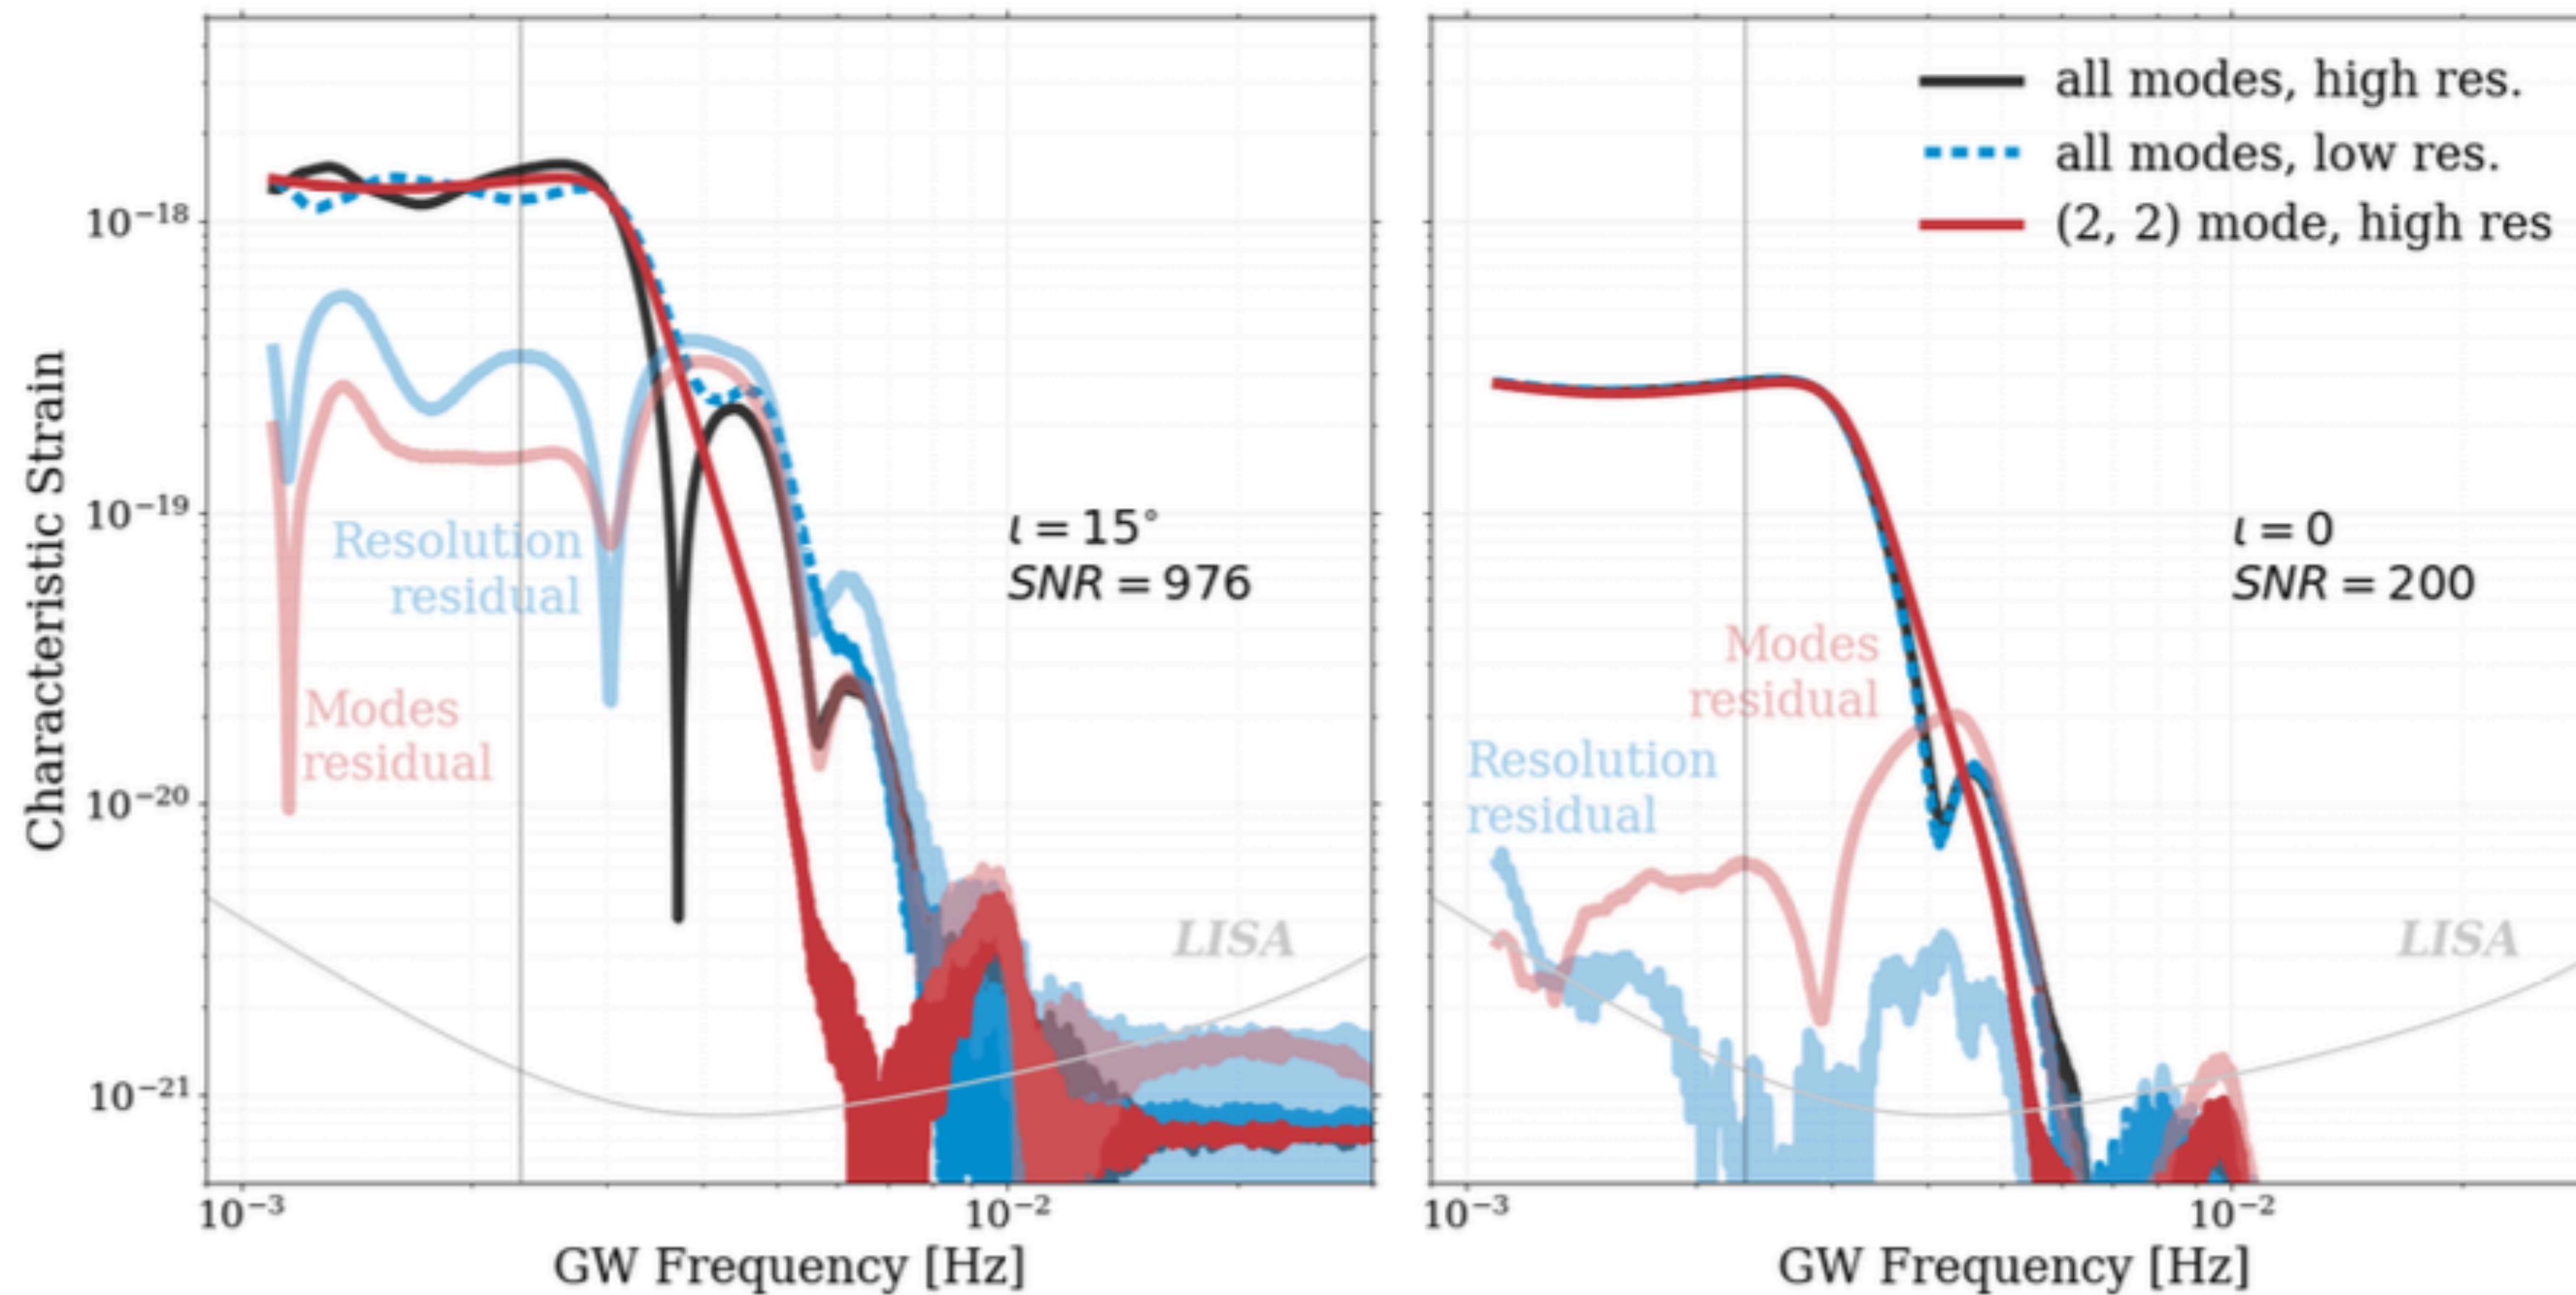 Characteristic Strain
10⁻¹⁸
10⁻¹⁹
10⁻²⁰
10⁻²¹
Resolution
residual
Modes
residual
ι = 15°
SNR = 976
LISA
10⁻³
10⁻²
GW Frequency [Hz]
all modes, high res.
all modes, low res.
(2, 2) mode, high res
ι = 0
SNR = 200
Modes
residual
Resolution
residual
LISA
10⁻³
10⁻²
GW Frequency [Hz]